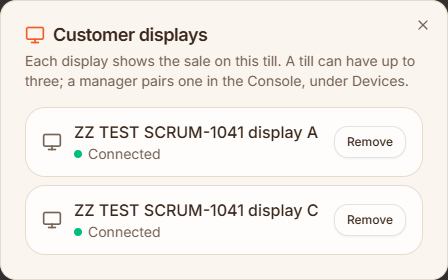 Customer displays
Each display shows the sale on this till. A till can have up to
three; a manager pairs one in the Console, under Devices.
ZZ TEST SCRUM-1041 display A
Connected
Remove
ZZ TEST SCRUM-1041 display C
Connected
Remove